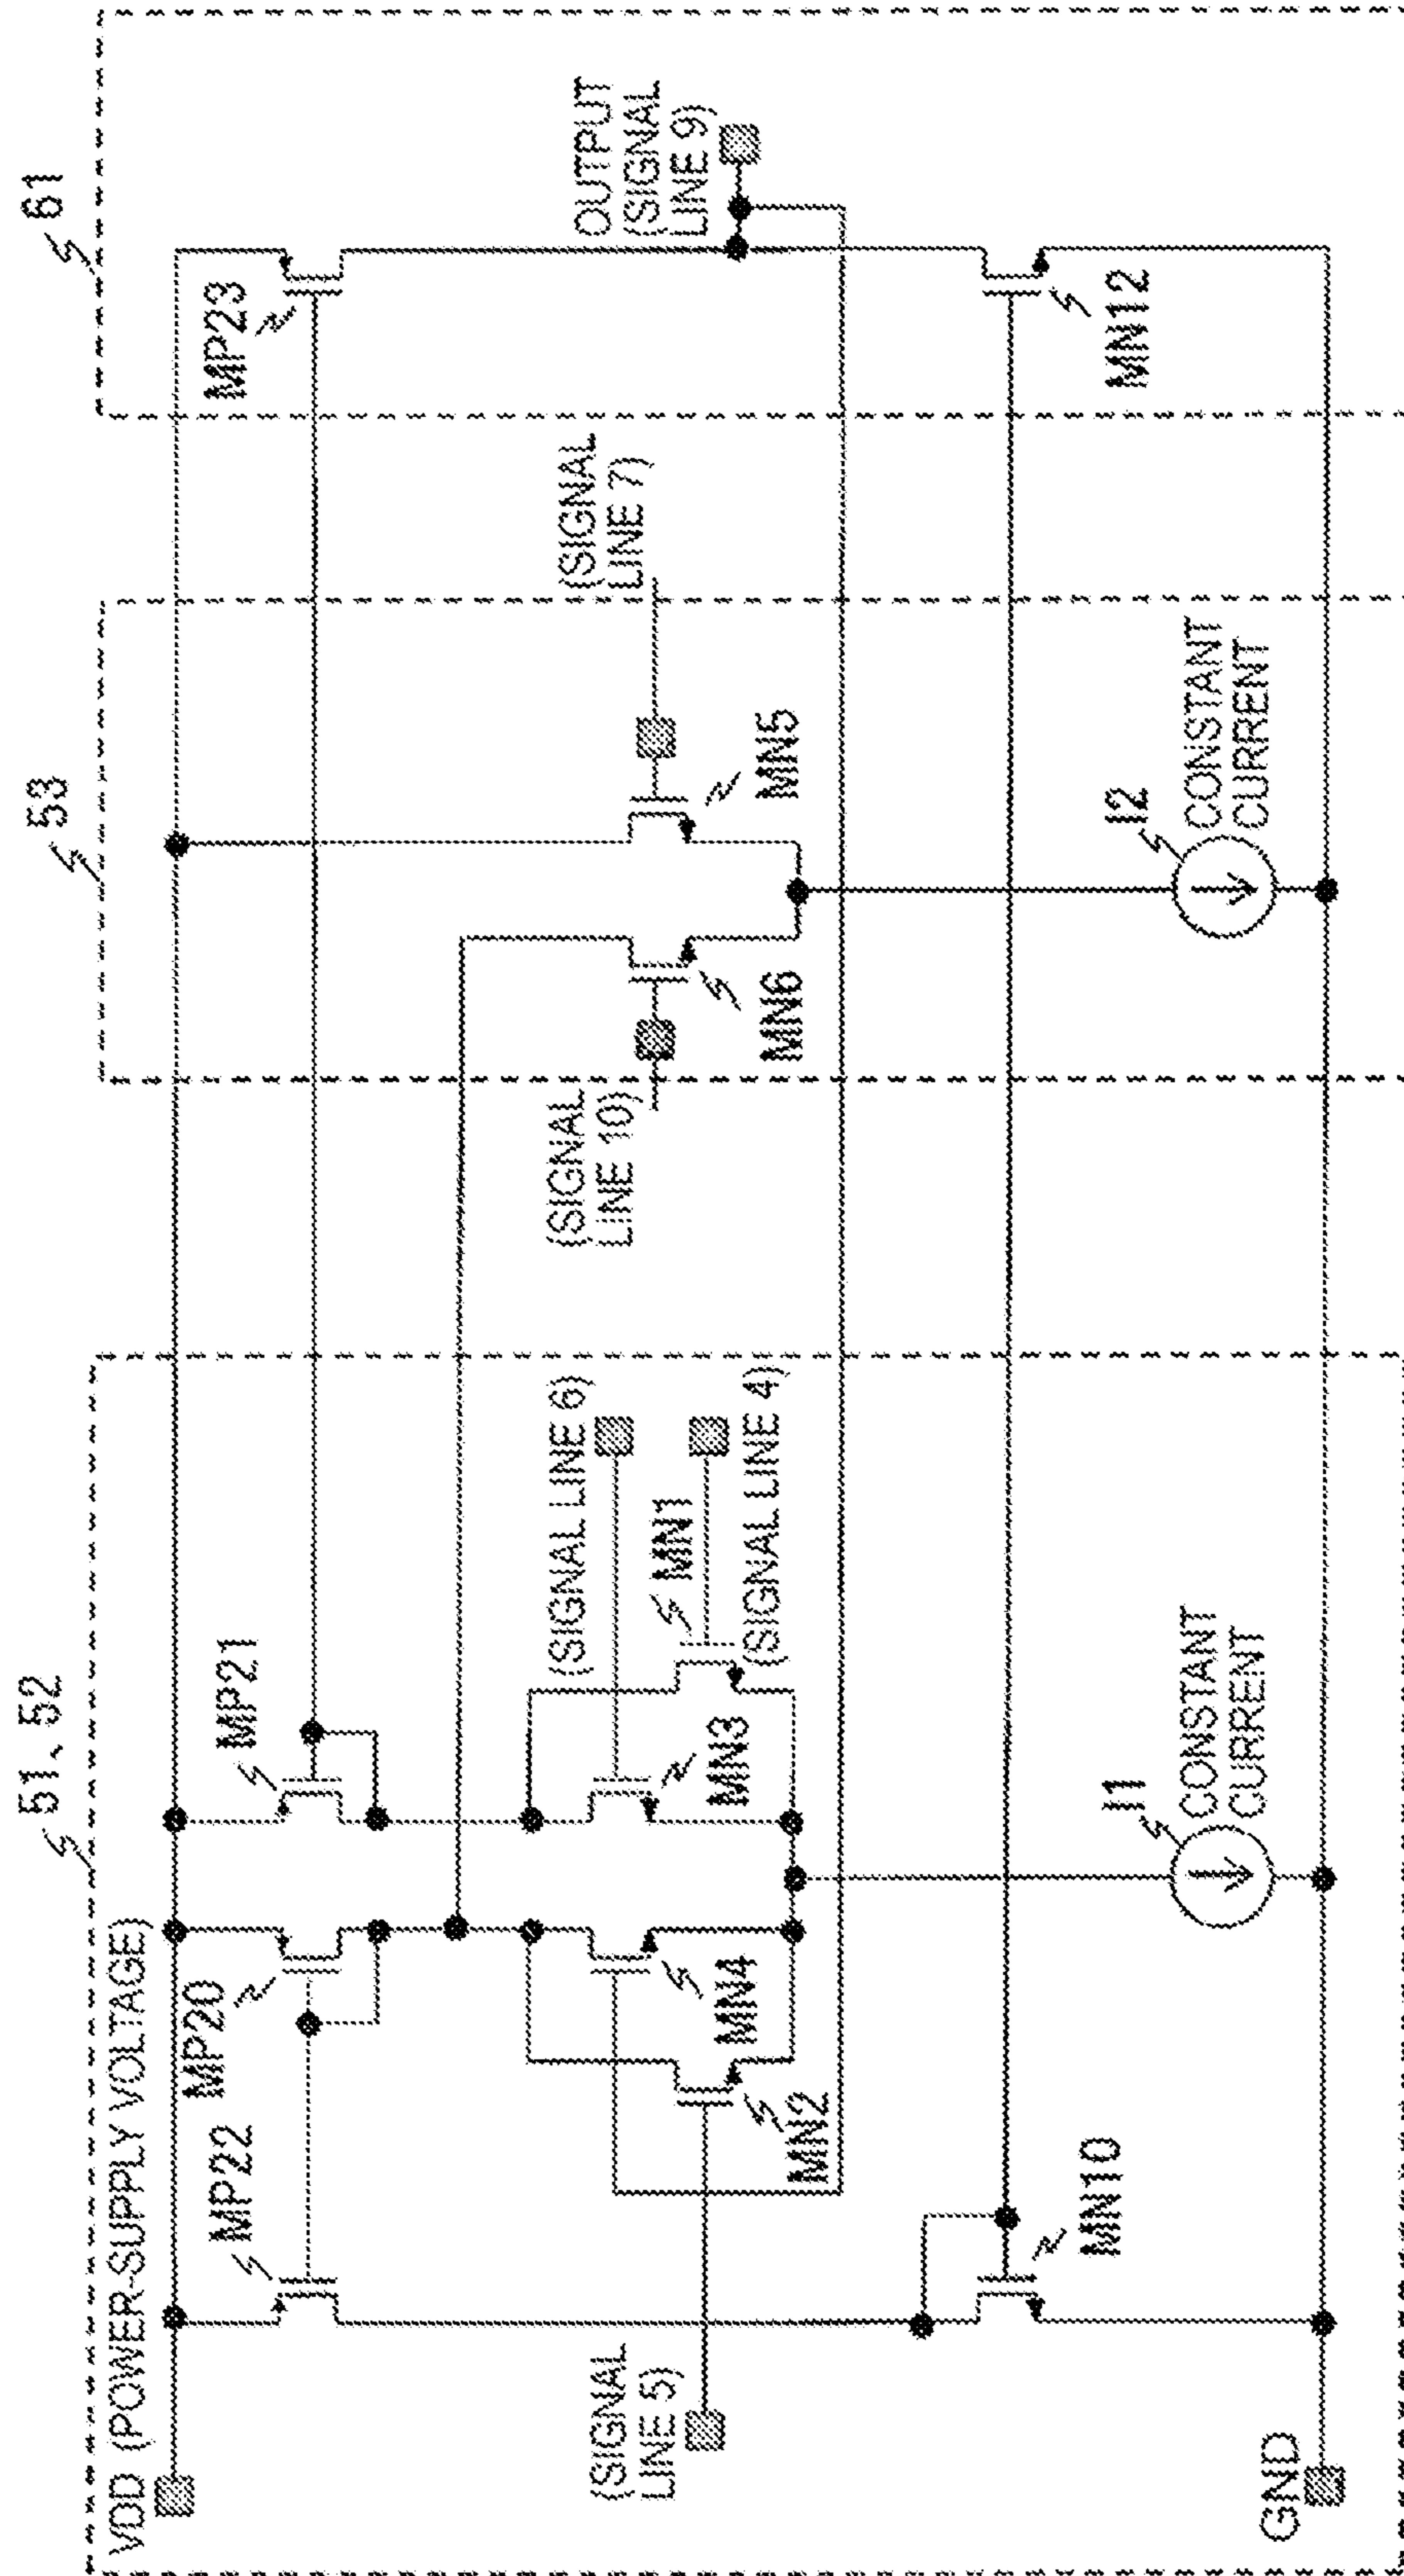 51、52
53
61
VDD (POWER-SUPPLY VOLTAGE)
MP22
MP20
MP21
MP23
(SIGNAL LINE 6)
MN1
(SIGNAL LINE 4)
(SIGNAL
LINE 5)
MN2
MN4
MN3
(SIGNAL
LINE 10)
MN6
MN5
(SIGNAL
LINE 7)
OUTPUT
(SIGNAL
LINE 9)
MN10
I1
CONSTANT
CURRENT
I2
CONSTANT
CURRENT
MN12
GND